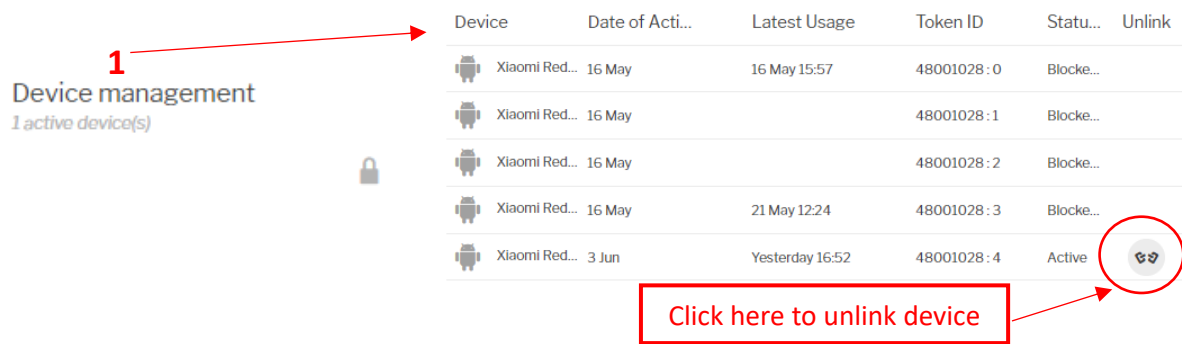 1
Device management
1 active device(s)
Device Date of Acti... Latest Usage Token ID Statu... Unlink
Xiaomi Red... 16 May 16 May 15:57 48001028 : 0 Blocke...
Xiaomi Red... 16 May 48001028 : 1 Blocke...
Xiaomi Red... 16 May 48001028 : 2 Blocke...
Xiaomi Red... 16 May 21 May 12:24 48001028 : 3 Blocke...
Xiaomi Red... 3 Jun Yesterday 16:52 48001028 : 4 Active
Click here to unlink device